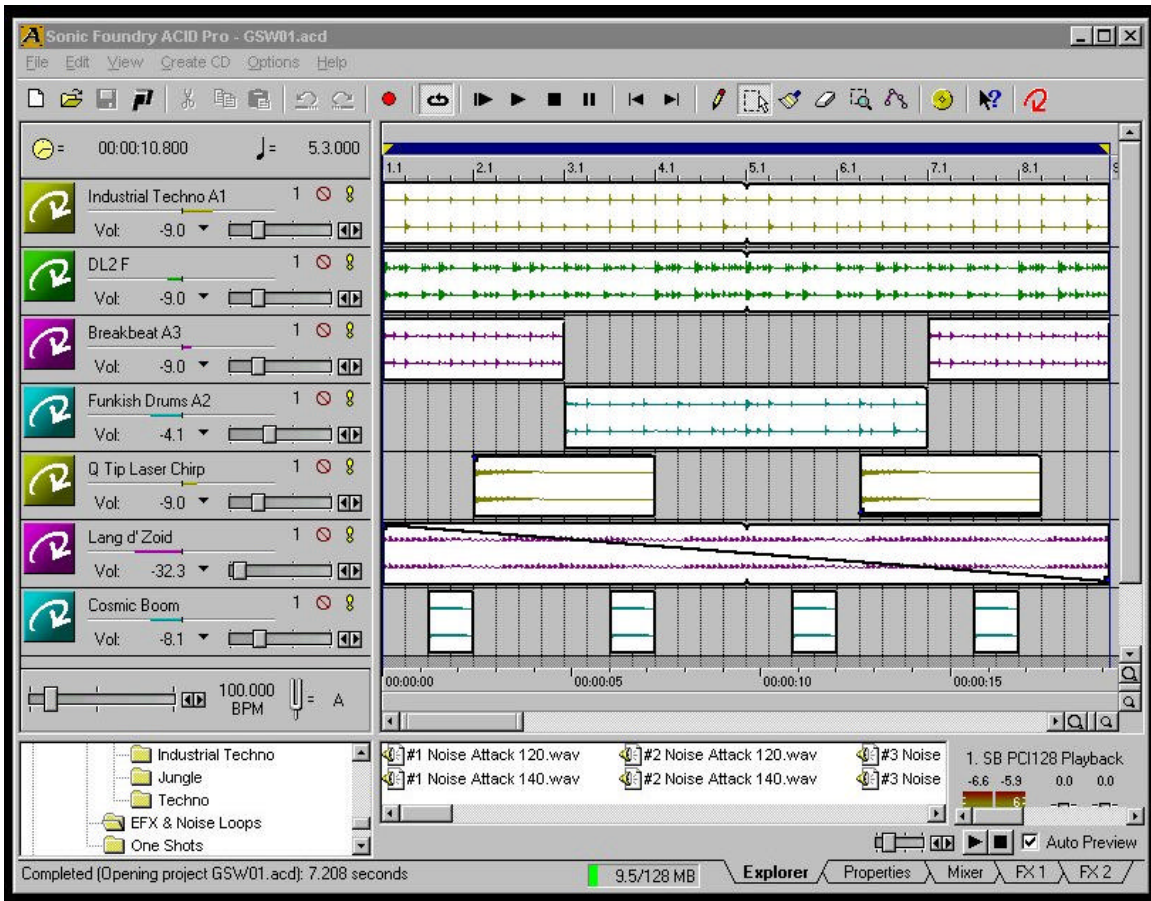 Sonic Foundry ACID Pro - GSW01.acd
File Edit View Create CD Options Help
00:00:10.800 = 5.3.000
1.1 2.1 3.1 4.1 5.1 6.1 7.1 8.1 9
Industrial Techno A1 1
Vol: -9.0
DL2 F 1
Vol: -9.0
Breakbeat A3 1
Vol: -9.0
Funkish Drums A2 1
Vol: -4.1
Q Tip Laser Chirp 1
Vol: -9.0
Lang d'Zoid 1
Vol: -32.3
Cosmic Boom 1
Vol: -8.1
00:00:00 00:00:05 00:00:10 00:00:15
100.000 BPM = A
Industrial Techno
Jungle
Techno
EFX & Noise Loops
One Shots
#1 Noise Attack 120.wav #2 Noise Attack 120.wav #3 Noise
#1 Noise Attack 140.wav #2 Noise Attack 140.wav #3 Noise
1. SB PCI128 Playback
-6.6 -5.9 0.0 0.0
6
Auto Preview
Completed (Opening project GSW01.acd): 7.208 seconds
9.5/128 MB
Explorer Properties Mixer FX 1 FX 2